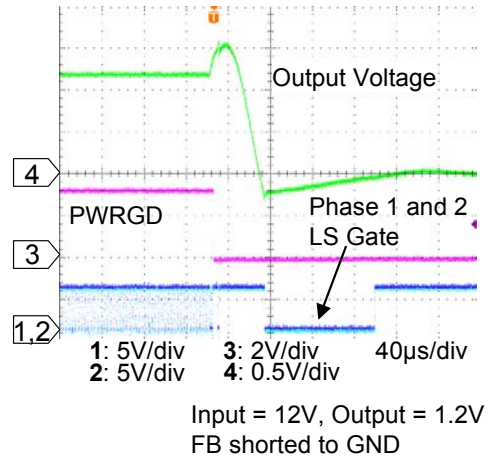 T
Output Voltage
4
PWRGD
Phase 1 and 2
LS Gate
3
1,2
1: 5V/div 3: 2V/div 40µs/div
2: 5V/div 4: 0.5V/div
Input = 12V, Output = 1.2V
FB shorted to GND